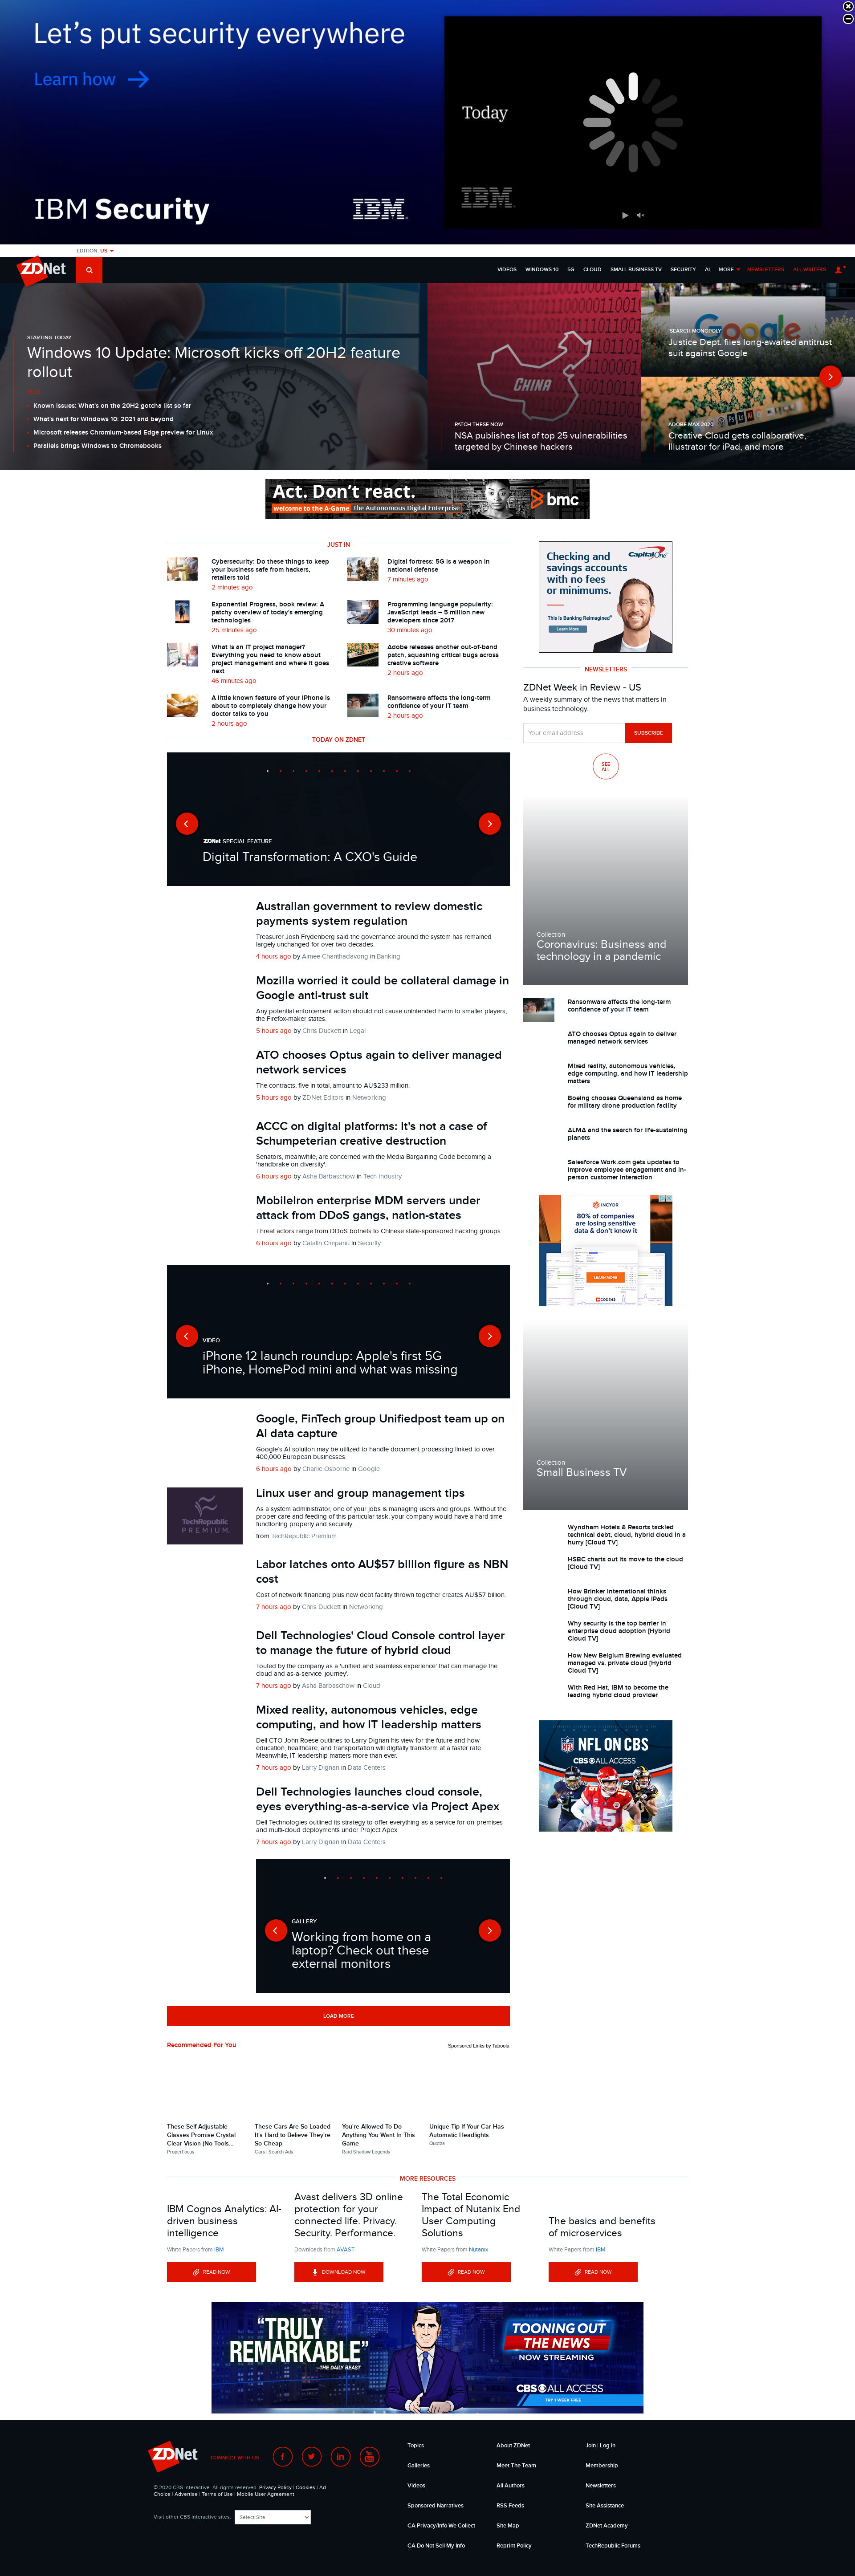 Let's put security everywhere
Learn how
Today
IBM Security
IBM
IBM
EDITION: US
ZDNet
VIDEOS
WINDOWS 10
5G
CLOUD
SMALL BUSINESS TV
SECURITY
AI
MORE
NEWSLETTERS
ALL WRITERS
STARTING TODAY
Windows 10 Update: Microsoft kicks off 20H2 feature
rollout
Known issues: What's on the 20H2 gotcha list so far
What's next for Windows 10: 2021 and beyond
Microsoft releases Chromium-based Edge preview for Linux
Parallels brings Windows to Chromebooks
CHINA
PATCH THESE NOW
NSA publishes list of top 25 vulnerabilities
targeted by Chinese hackers
Google
'SEARCH MONOPOLY'
Justice Dept. files long-awaited antitrust
suit against Google
ADOBE MAX 2020
Creative Cloud gets collaborative,
Illustrator for iPad, and more
Act. Don't react.
welcome to the A-Game
the Autonomous Digital Enterprise
bmc
JUST IN
Cybersecurity: Do these things to keep
your business safe from hackers,
retailers told
2 minutes ago
Digital fortress: 5G is a weapon in
national defense
7 minutes ago
Exponential Progress, book review: A
patchy overview of today's emerging
technologies
25 minutes ago
Programming language popularity:
JavaScript leads – 5 million new
developers since 2017
30 minutes ago
What is an IT project manager?
Everything you need to know about
project management and where it goes
next
46 minutes ago
Adobe releases another out-of-band
patch, squashing critical bugs across
creative software
2 hours ago
A little known feature of your iPhone is
about to completely change how your
doctor talks to you
2 hours ago
Ransomware affects the long-term
confidence of your IT team
2 hours ago
TODAY ON ZDNET
ZDNet SPECIAL FEATURE
Digital Transformation: A CXO's Guide
Australian government to review domestic
payments system regulation
Treasurer Josh Frydenberg said the governance around the system has remained
largely unchanged for over two decades.
4 hours ago by Aimee Chanthadavong in Banking
Mozilla worried it could be collateral damage in
Google anti-trust suit
Any potential enforcement action should not cause unintended harm to smaller players,
the Firefox-maker states.
5 hours ago by Chris Duckett in Legal
ATO chooses Optus again to deliver managed
network services
The contracts, five in total, amount to AU$233 million.
5 hours ago by ZDNet Editors in Networking
ACCC on digital platforms: It's not a case of
Schumpeterian creative destruction
Senators, meanwhile, are concerned with the Media Bargaining Code becoming a
'handbrake on diversity'.
6 hours ago by Asha Barbaschow in Tech Industry
MobileIron enterprise MDM servers under
attack from DDoS gangs, nation-states
Threat actors range from DDoS botnets to Chinese state-sponsored hacking groups.
6 hours ago by Catalin Cimpanu in Security
VIDEO
iPhone 12 launch roundup: Apple's first 5G
iPhone, HomePod mini and what was missing
Google, FinTech group Unifiedpost team up on
AI data capture
Google's AI solution may be utilized to handle document processing linked to over
400,000 European businesses.
6 hours ago by Charlie Osborne in Google
TechRepublic
PREMIUM
Linux user and group management tips
As a system administrator, one of your jobs is managing users and groups. Without the
proper care and feeding of this particular task, your company would have a hard time
functioning properly and securely....
from TechRepublic Premium
Labor latches onto AU$57 billion figure as NBN
cost
Cost of network financing plus new debt facility thrown together creates AU$57 billion.
7 hours ago by Chris Duckett in Networking
Dell Technologies' Cloud Console control layer
to manage the future of hybrid cloud
Touted by the company as a 'unified and seamless experience' that can manage the
cloud and as-a-service 'journey'.
7 hours ago by Asha Barbaschow in Cloud
Mixed reality, autonomous vehicles, edge
computing, and how IT leadership matters
Dell CTO John Roese outlines to Larry Dignan his view for the future and how
education, healthcare, and transportation will digitally transform at a faster rate.
Meanwhile, IT leadership matters more than ever.
7 hours ago by Larry Dignan in Data Centers
Dell Technologies launches cloud console,
eyes everything-as-a-service via Project Apex
Dell Technologies outlined its strategy to offer everything as a service for on-premises
and multi-cloud deployments under Project Apex.
7 hours ago by Larry Dignan in Data Centers
GALLERY
Working from home on a
laptop? Check out these
external monitors
LOAD MORE
Capital One
Checking and
savings accounts
with no fees
or minimums.
This is Banking Reimagined
Learn More
NEWSLETTERS
ZDNet Week in Review - US
A weekly summary of the news that matters in
business technology.
Your email address
SUBSCRIBE
SEE
ALL
Collection
Coronavirus: Business and
technology in a pandemic
Ransomware affects the long-term
confidence of your IT team
ATO chooses Optus again to deliver
managed network services
Mixed reality, autonomous vehicles,
edge computing, and how IT leadership
matters
Boeing chooses Queensland as home
for military drone production facility
ALMA and the search for life-sustaining
planets
Salesforce Work.com gets updates to
improve employee engagement and in-
person customer interaction
INCYDR
80% of companies
are losing sensitive
data & don't know it
LEARN MORE
CODE42
Collection
Small Business TV
Wyndham Hotels & Resorts tackled
technical debt, cloud, hybrid cloud in a
hurry [Cloud TV]
HSBC charts out its move to the cloud
[Cloud TV]
How Brinker International thinks
through cloud, data, Apple iPads
[Cloud TV]
Why security is the top barrier in
enterprise cloud adoption [Hybrid
Cloud TV]
How New Belgium Brewing evaluated
managed vs. private cloud [Hybrid
Cloud TV]
With Red Hat, IBM to become the
leading hybrid cloud provider
NFL ON CBS
CBS ALL ACCESS
Recommended For You
Sponsored Links by Taboola
These Self Adjustable
Glasses Promise Crystal
Clear Vision (No Tools...
ProperFocus
These Cars Are So Loaded
It's Hard to Believe They're
So Cheap
Cars | Search Ads
You're Allowed To Do
Anything You Want In This
Game
Raid Shadow Legends
Unique Tip If Your Car Has
Automatic Headlights
Quotza
MORE RESOURCES
IBM Cognos Analytics: AI-
driven business
intelligence
White Papers from IBM
READ NOW
Avast delivers 3D online
protection for your
connected life. Privacy.
Security. Performance.
Downloads from AVAST
DOWNLOAD NOW
The Total Economic
Impact of Nutanix End
User Computing
Solutions
White Papers from Nutanix
READ NOW
The basics and benefits
of microservices
White Papers from IBM
READ NOW
"TRULY
REMARKABLE"
—THE DAILY BEAST
TOONING OUT
THE NEWS
NOW STREAMING
CBS ALL ACCESS
TRY 1 WEEK FREE
ZDNet
CONNECT WITH US
© 2020 CBS Interactive. All rights reserved. Privacy Policy | Cookies | Ad
Choice | Advertise | Terms of Use | Mobile User Agreement
Visit other CBS Interactive sites:
Select Site
Topics
Galleries
Videos
Sponsored Narratives
CA Privacy/Info We Collect
CA Do Not Sell My Info
About ZDNet
Meet The Team
All Authors
RSS Feeds
Site Map
Reprint Policy
Join | Log In
Membership
Newsletters
Site Assistance
ZDNet Academy
TechRepublic Forums